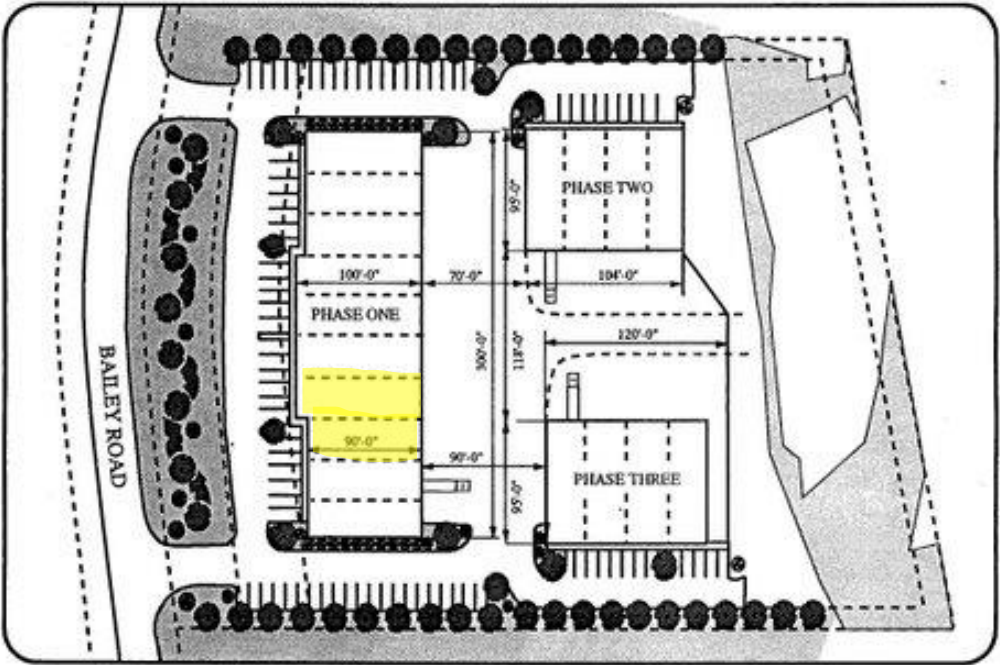 PHASE TWO
95'-0"
100'-0"
70'-0"
104'-0"
PHASE ONE
300'-0"
118'-0"
120'-0"
BAILEY ROAD
90'-0"
90'-0"
PHASE THREE
95'-0"